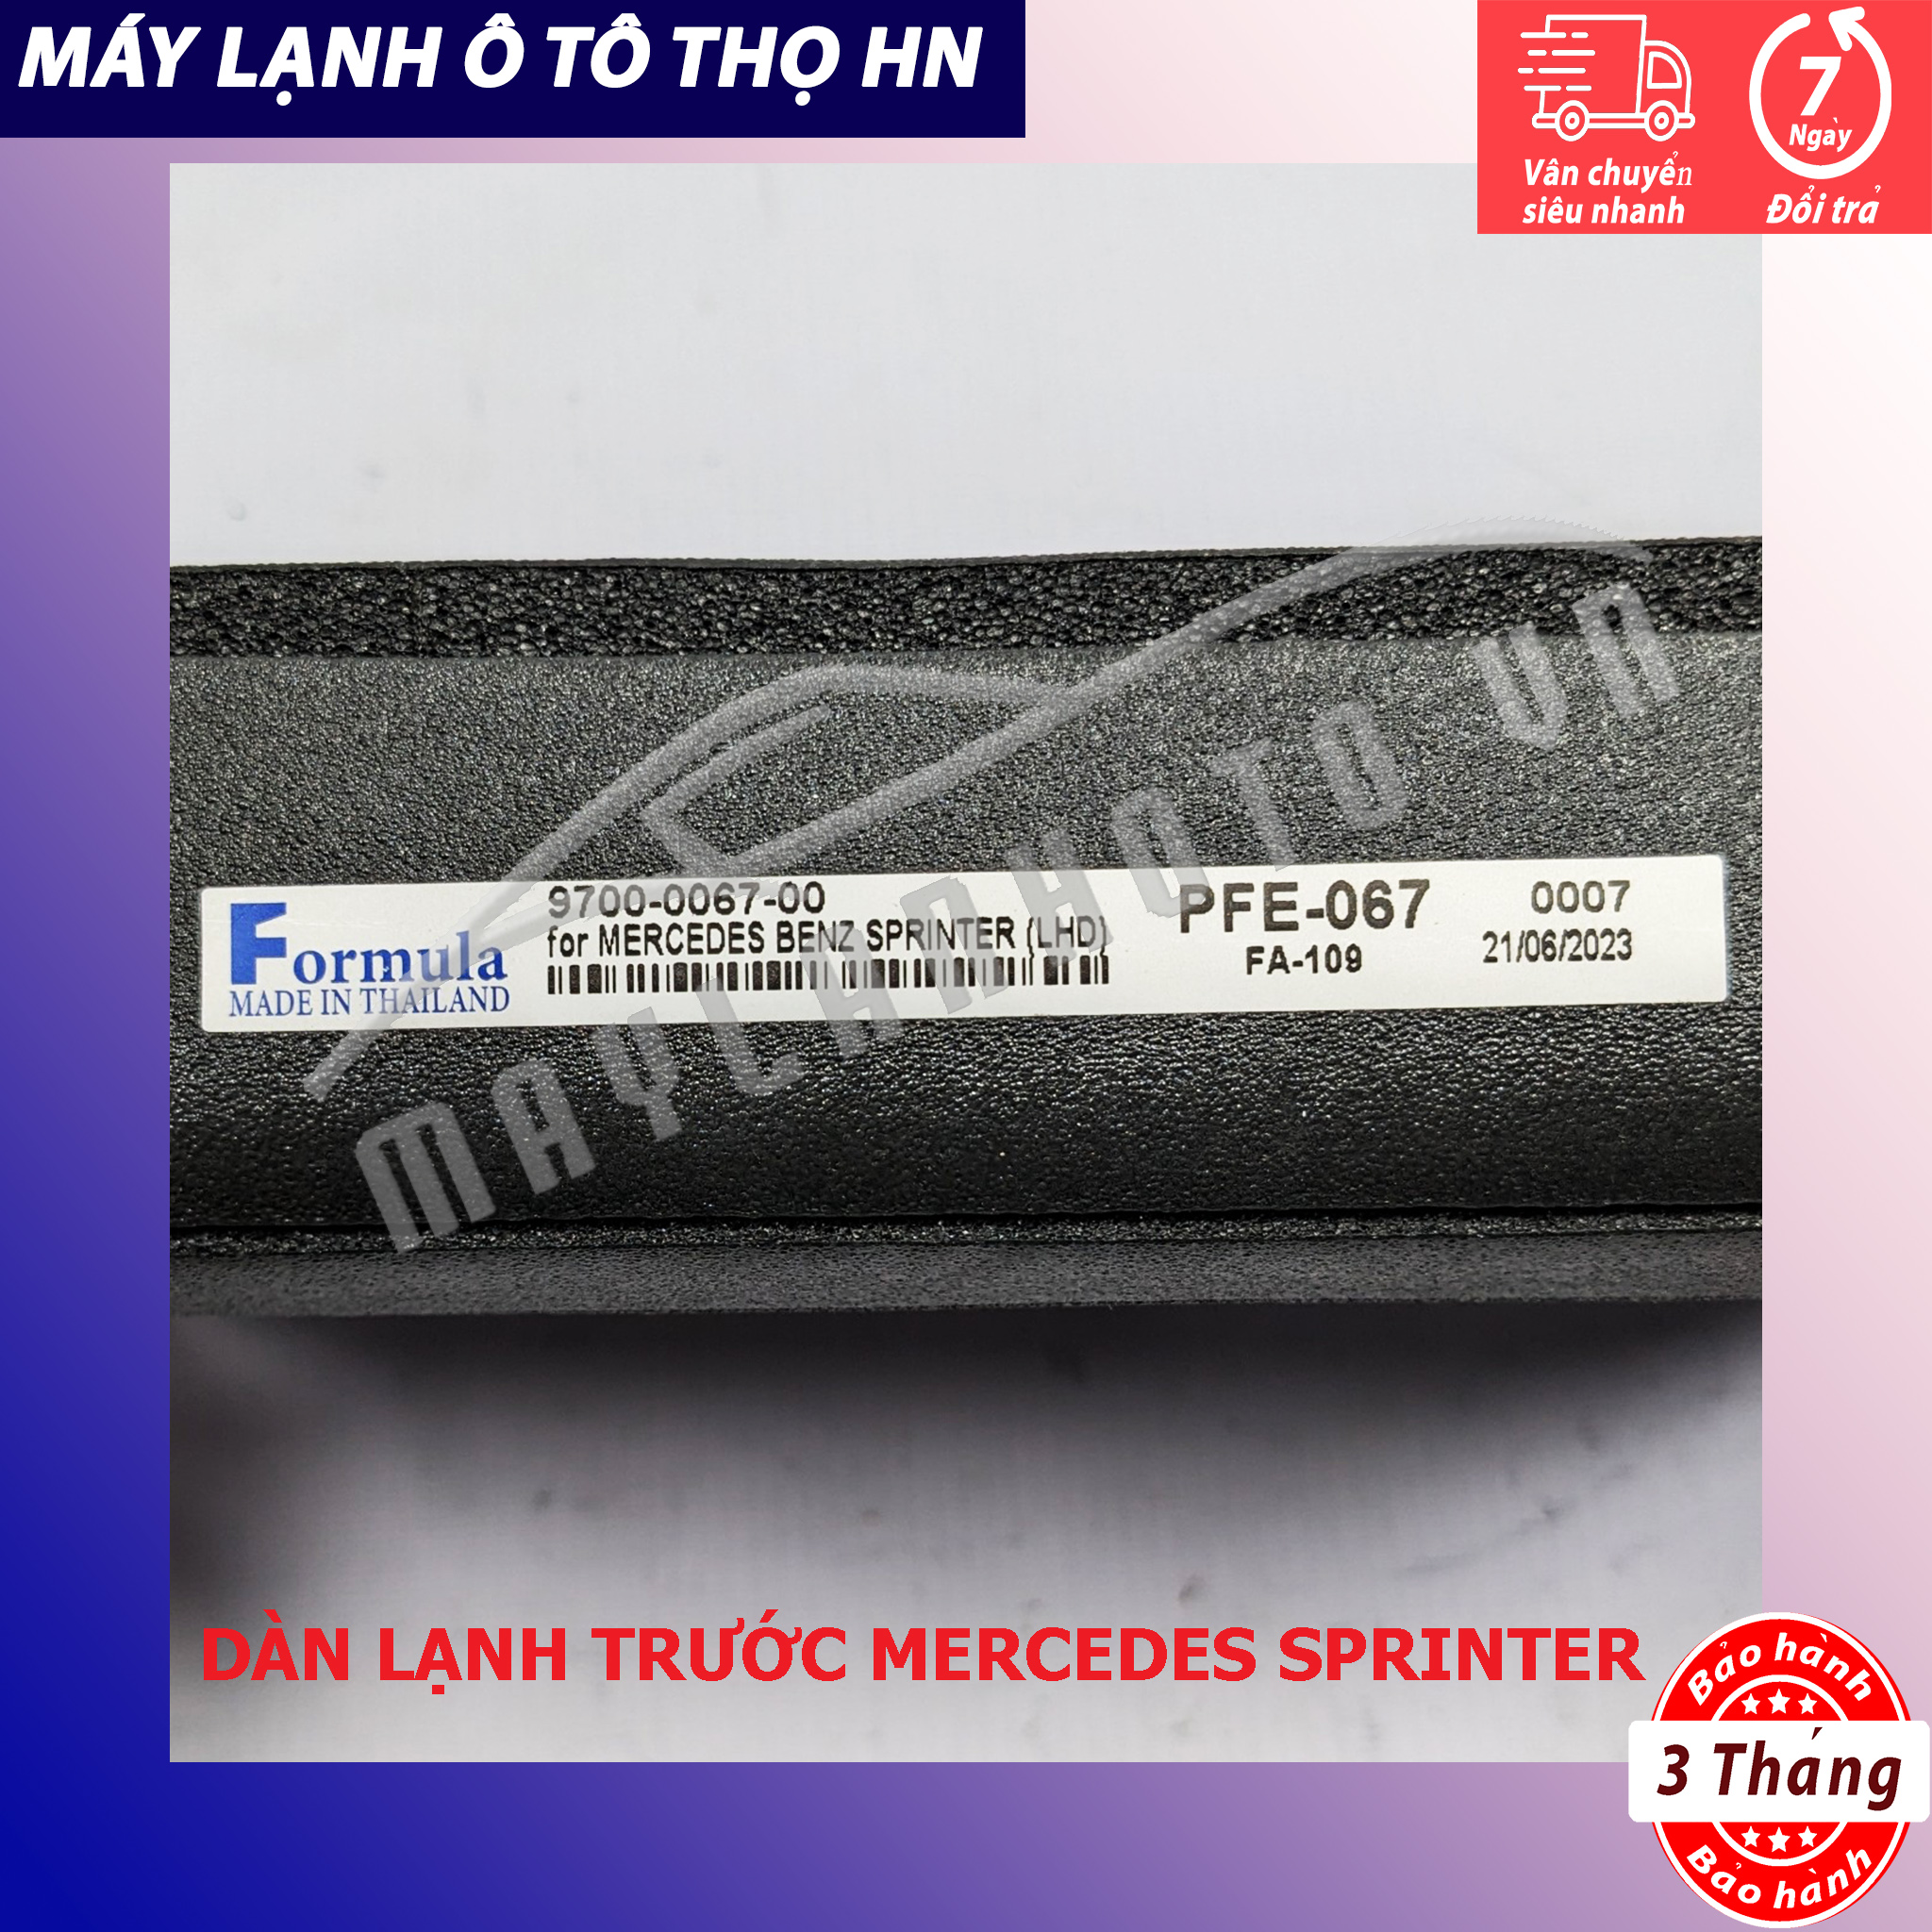 MÁY LẠNH Ô TÔ THỌ HN
Vân chuyển
siêu nhanh
7
Ngày
Đổi trả
Formula
MADE IN THAILAND
9700-0067-00
for MERCEDES BENZ SPRINTER (LHD)
PFE-067
FA-109
0007
21/06/2023
MAYLANHOTO VN
DÀN LẠNH TRƯỚC MERCEDES SPRINTER
Bảo hành
3 Tháng
Bảo hành